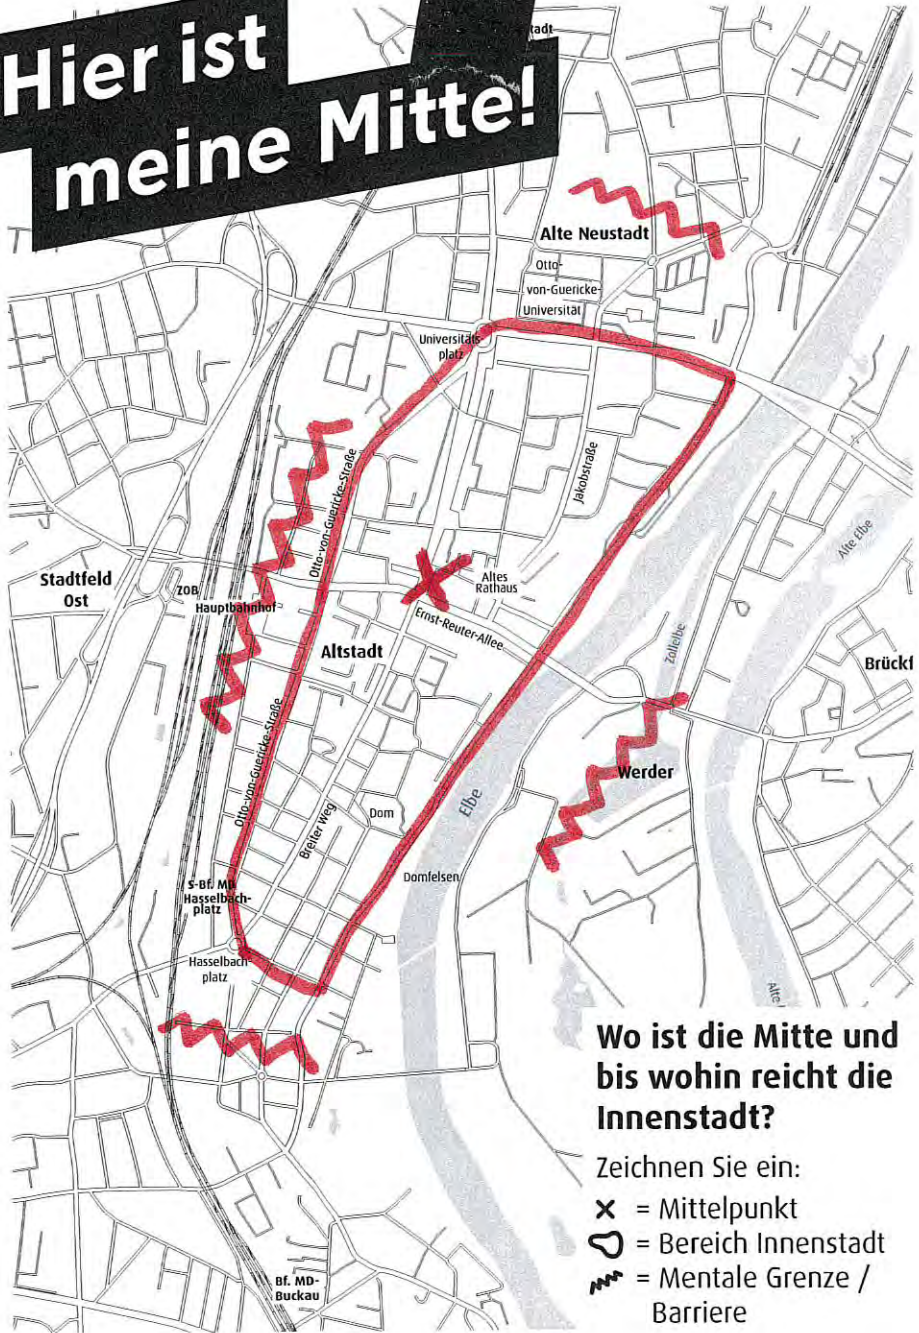 Hier ist
meine Mitte!
tadt
Alte Neustadt
Otto-
von-Guericke-
Universität
Universitäts-
platz
Jakobstraße
Otto-von-Guericke-Straße
Alte Elbe
Stadtfeld
Ost
ZOB
Hauptbahnhof
Altes
Rathaus
Ernst-Reuter-Allee
Altstadt
Zollelbe
Brückf
Otto-von-Guericke-Straße
Werder
Elbe
Dom
Breiter Weg
Domfelsen
S-Bf. MD
Hasselbach-
platz
Hasselbach-
platz
Alte
Wo ist die Mitte und
bis wohin reicht die
Innenstadt?
Zeichnen Sie ein:
= Mittelpunkt
= Bereich Innenstadt
= Mentale Grenze /
Barriere
Bf. MD-
Buckau